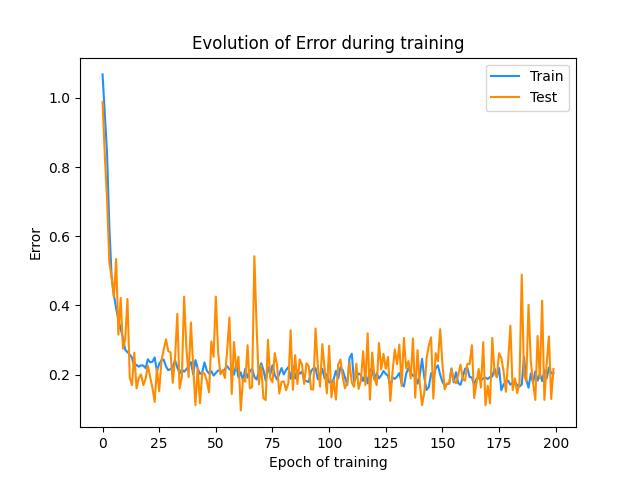 Evolution of Error during training
Train
Test
1.0
0.8
0.6
0.4
0.2
Error
0 25 50 75 100 125 150 175 200
Epoch of training